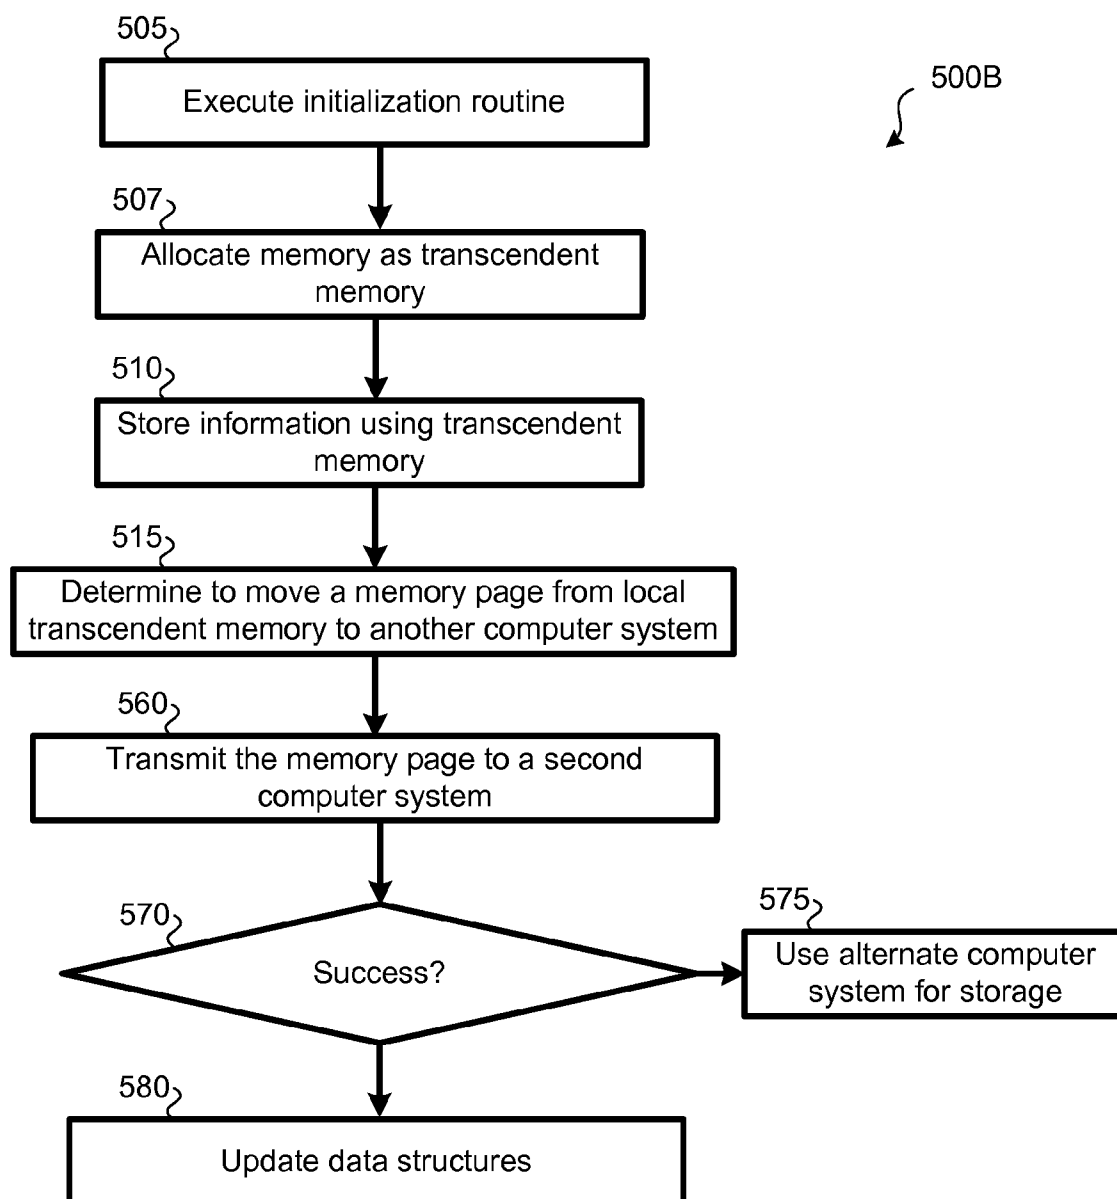 505
Execute initialization routine
500B
507
Allocate memory as transcendent
memory
510
Store information using transcendent
memory
515
Determine to move a memory page from local
transcendent memory to another computer system
560
Transmit the memory page to a second
computer system
570
Success?
575
Use alternate computer
system for storage
580
Update data structures